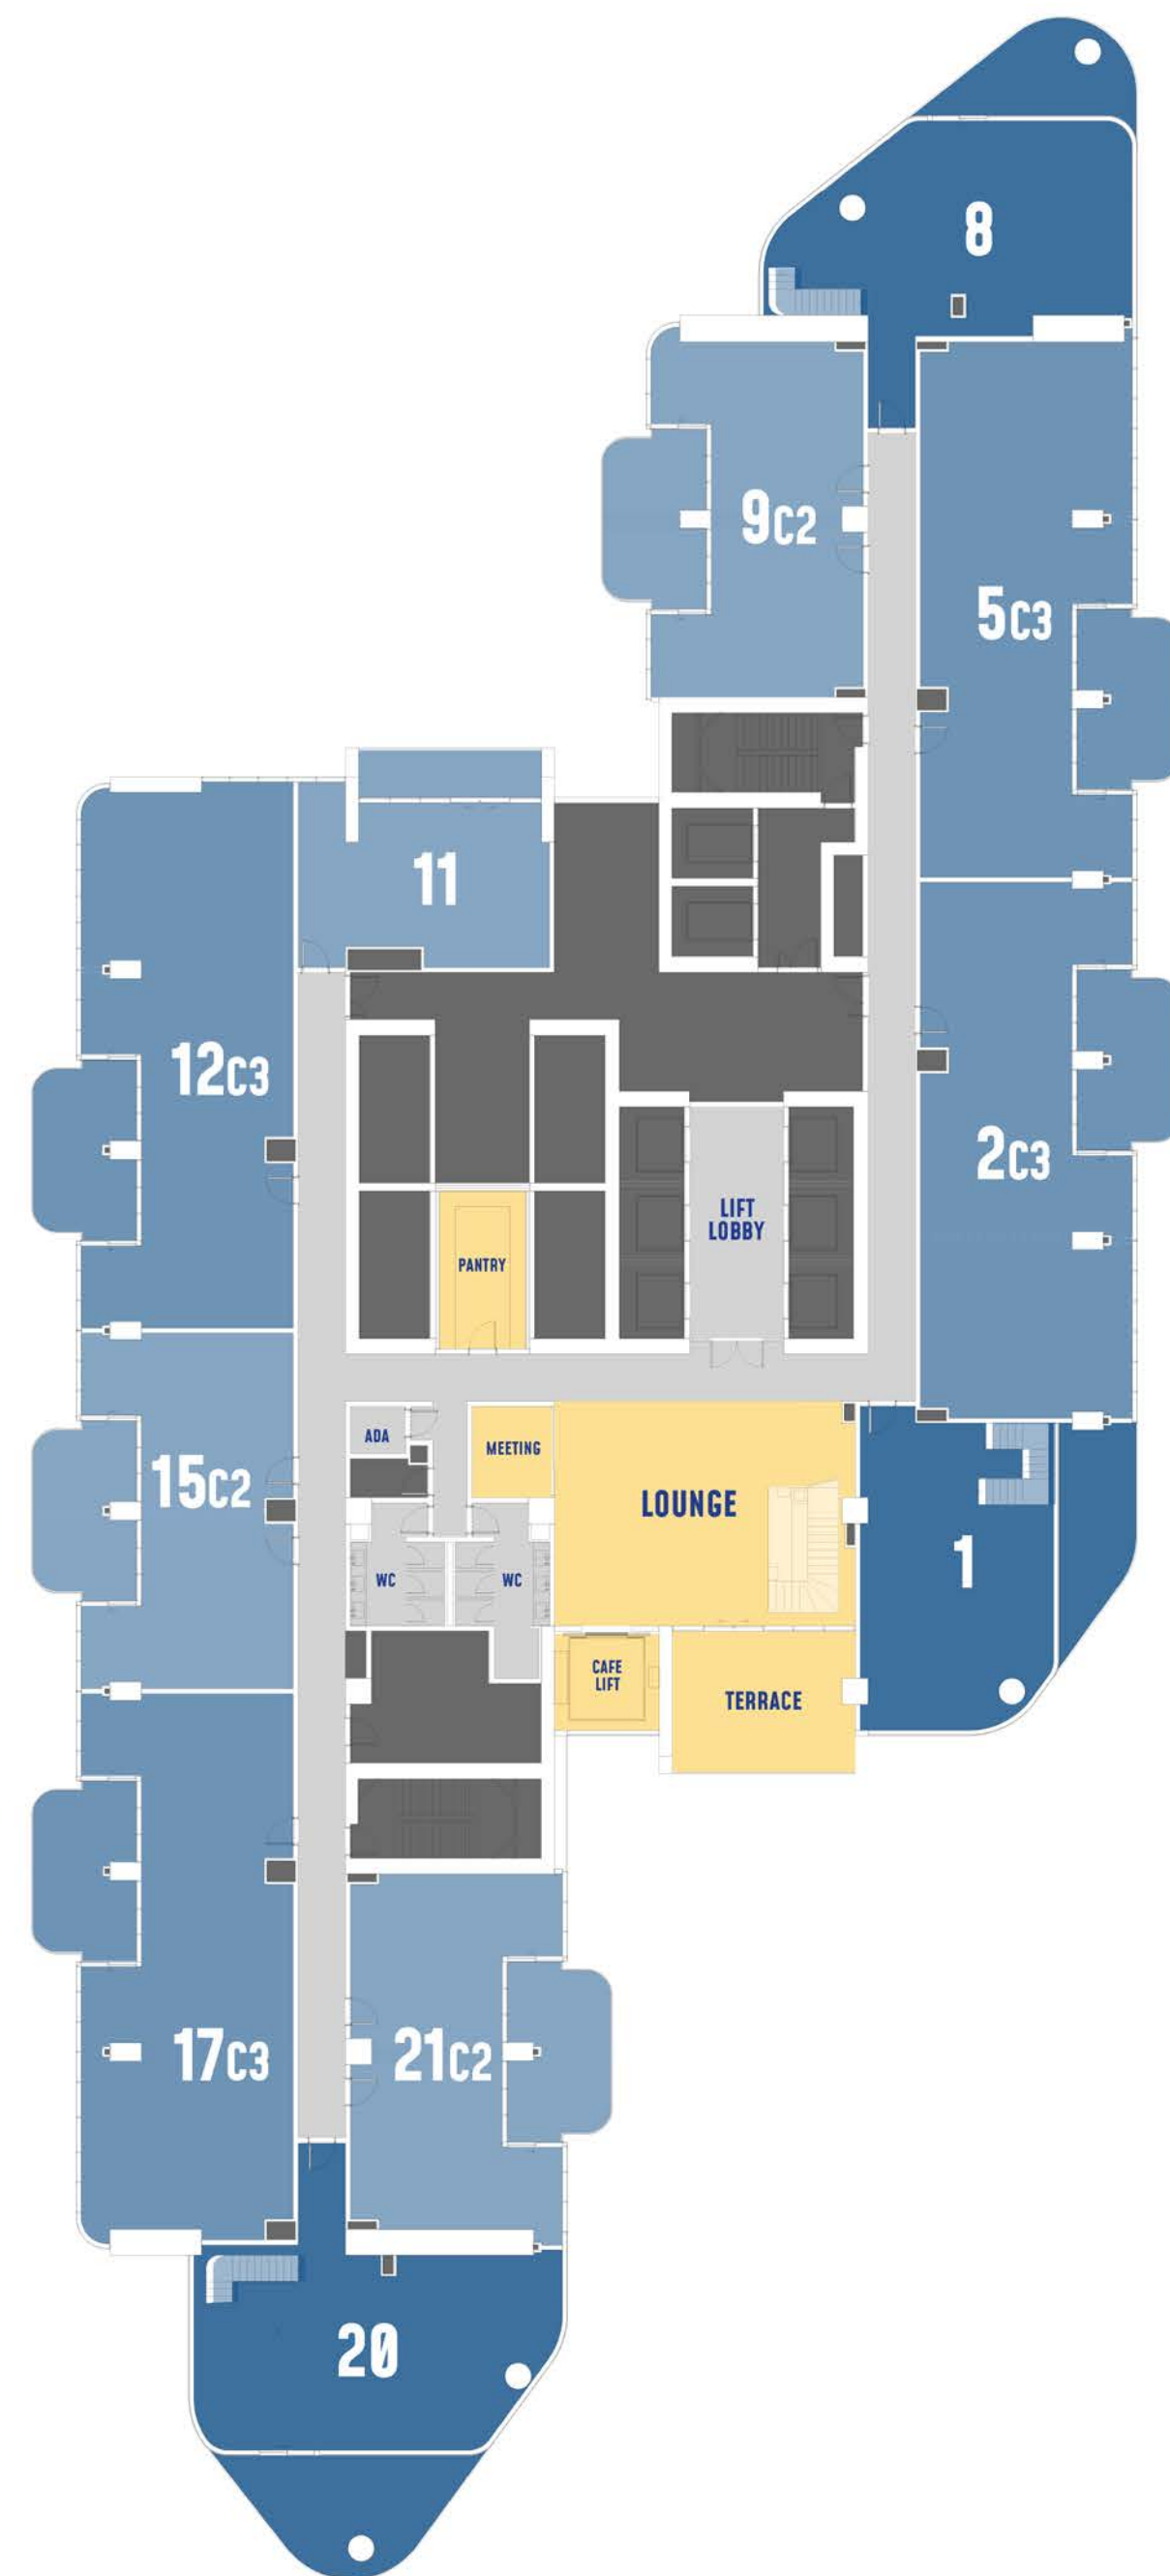 8
9C2
5C3
11
12C3
2C3
LIFT
LOBBY
PANTRY
ADA
MEETING
15C2
LOUNGE
1
WC
WC
CAFE
LIFT
TERRACE
17C3
21C2
20